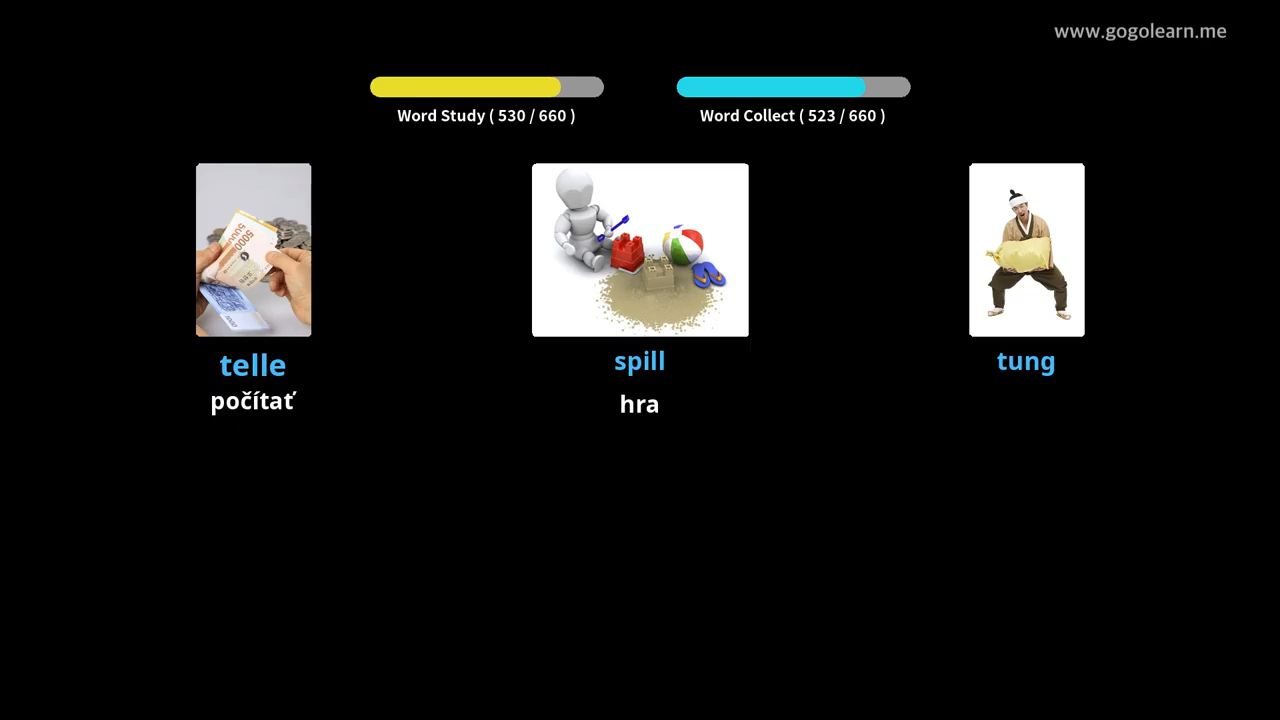 www.gogolearn.me
Word Study ( 530 / 660 )
Word Collect ( 523 / 660 )
telle
počítať
spill
hra
tung